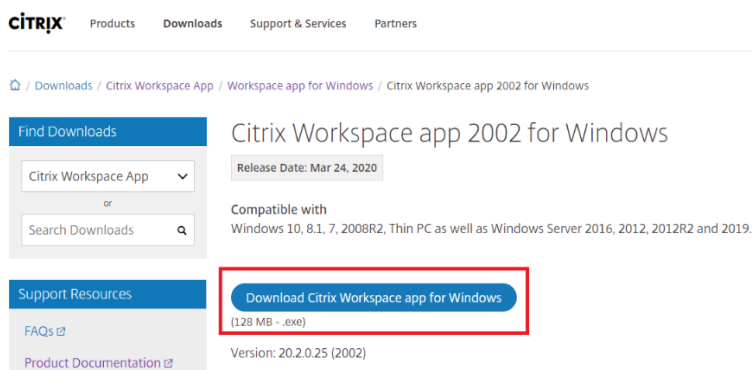 CİTRIX Products Downloads Support & Services Partners
/ Downloads / Citrix Workspace App / Workspace app for Windows / Citrix Workspace app 2002 for Windows
Find Downloads
Citrix Workspace App
or
Search Downloads
Support Resources
FAQs
Product Documentation
Citrix Workspace app 2002 for Windows
Release Date: Mar 24, 2020
Compatible with
Windows 10, 8.1, 7, 2008R2, Thin PC as well as Windows Server 2016, 2012, 2012R2 and 2019.
Download Citrix Workspace app for Windows
(128 MB - .exe)
Version: 20.2.0.25 (2002)